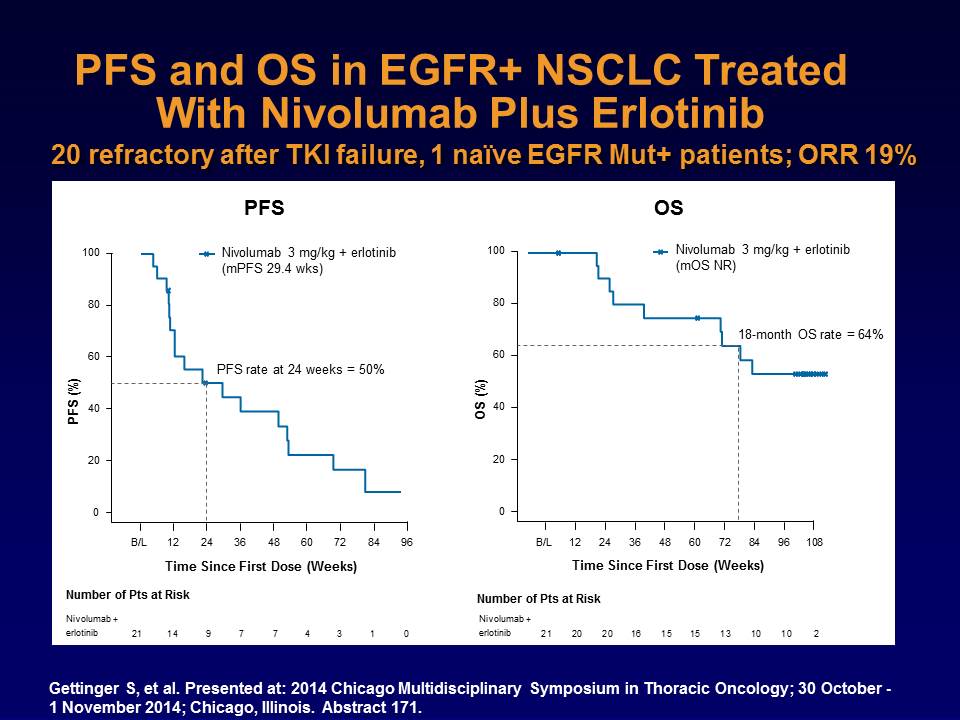 PFS and OS in EGFR+ NSCLC Treated
With Nivolumab Plus Erlotinib
20 refractory after TKI failure, 1 naïve EGFR Mut+ patients; ORR 19%
PFS
Nivolumab 3 mg/kg + erlotinib
(mPFS 29.4 wks)
PFS rate at 24 weeks = 50%
PFS (%)
100
80
60
40
20
0
B/L 12 24 36 48 60 72 84 96
Time Since First Dose (Weeks)
Number of Pts at Risk
Nivolumab +
erlotinib 21 14 9 7 7 4 3 1 0
OS
Nivolumab 3 mg/kg + erlotinib
(mOS NR)
18-month OS rate = 64%
OS (%)
100
80
60
40
20
0
B/L 12 24 36 48 60 72 84 96 108
Time Since First Dose (Weeks)
Number of Pts at Risk
Nivolumab +
erlotinib 21 20 20 16 15 15 13 10 10 2
Gettinger S, et al. Presented at: 2014 Chicago Multidisciplinary Symposium in Thoracic Oncology; 30 October -
1 November 2014; Chicago, Illinois. Abstract 171.